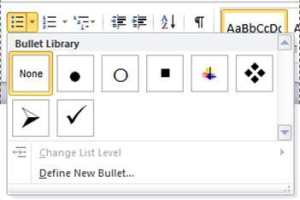 AaBbCcDc
Bullet Library
None
Change List Level
Define New Bullet...